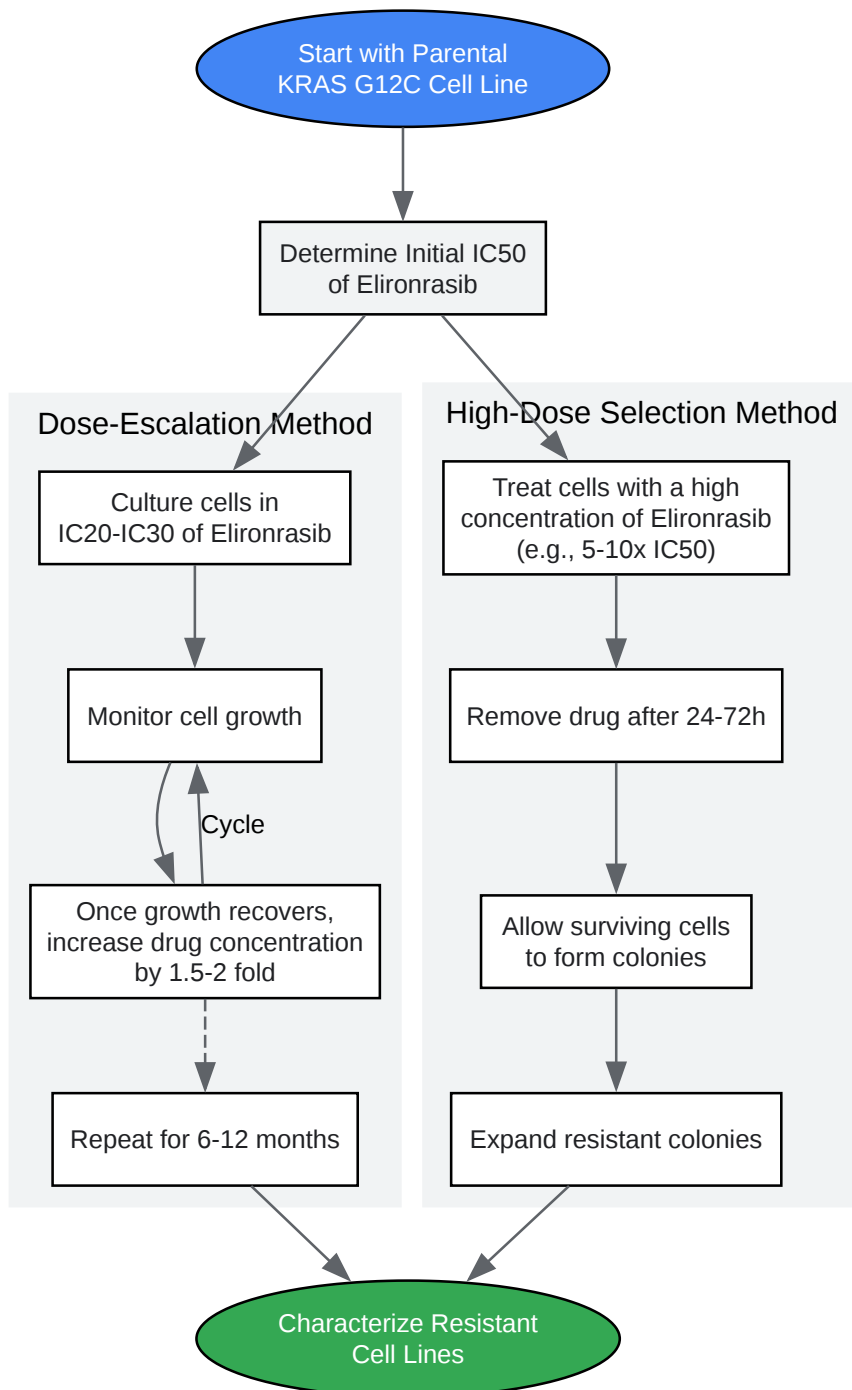 Start with Parental
KRAS G12C Cell Line
Determine Initial IC50
of Elironrasib
Dose-Escalation Method
Culture cells in
IC20-IC30 of Elironrasib
Monitor cell growth
Cycle
Once growth recovers,
increase drug concentration
by 1.5-2 fold
Repeat for 6-12 months
High-Dose Selection Method
Treat cells with a high
concentration of Elironrasib
(e.g., 5-10x IC50)
Remove drug after 24-72h
Allow surviving cells
to form colonies
Expand resistant colonies
Characterize Resistant
Cell Lines